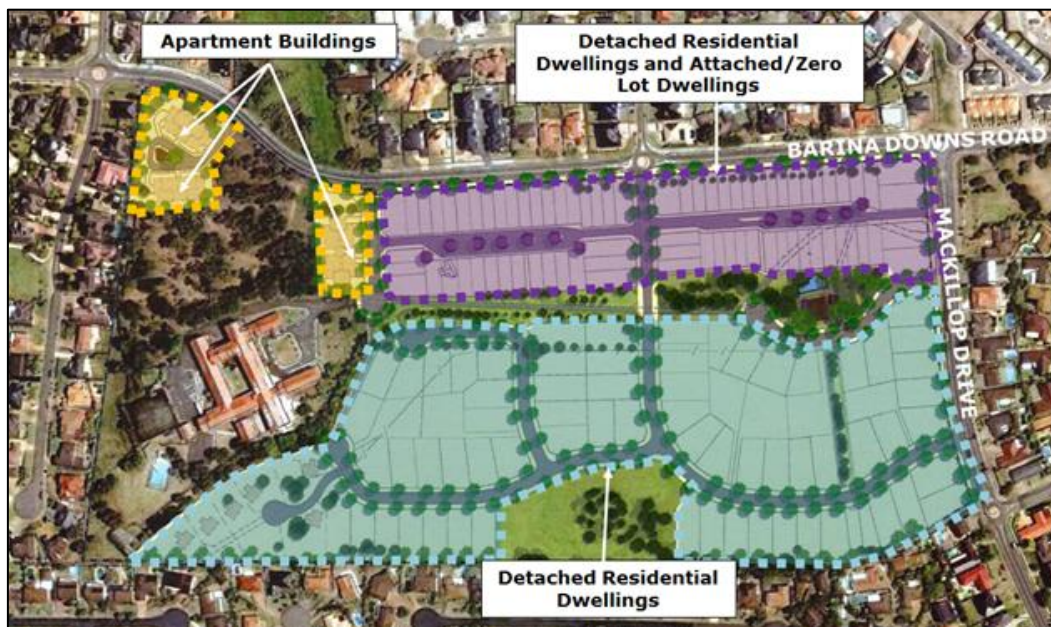 Apartment Buildings
Detached Residential
Dwellings and Attached/Zero
Lot Dwellings
BARINA DOWNS ROAD
MACKILLOP DRIVE
Detached Residential
Dwellings